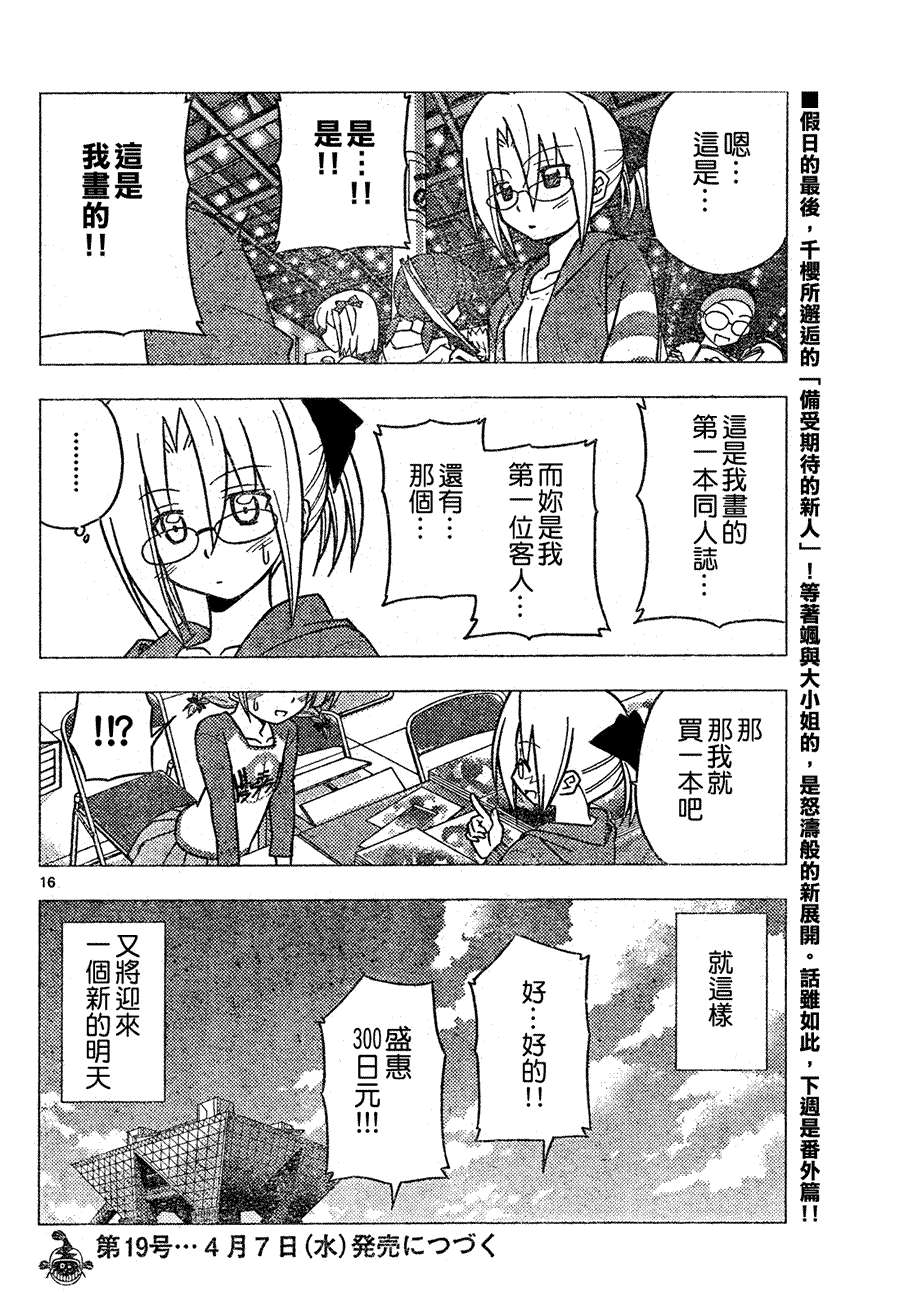 嗯⋯
這是⋯
是⋯!!
是!!
這是
我畫的!!
這是我畫的
第一本同人誌⋯
而妳是我
第一位客人⋯
還有⋯
那個⋯
⋯⋯⋯
那
那我就
買一本吧
!!?
就這樣
好⋯好的!!
盛惠
300日元!!!
又將迎來
一個新的明天
16
■假日的最後，千櫻所邂逅的「備受期待的新人」！等著颯與大小姐的，是怒濤般的新展開。話雖如此，下週是番外篇!!
第19号⋯4月7日(水)発売につづく